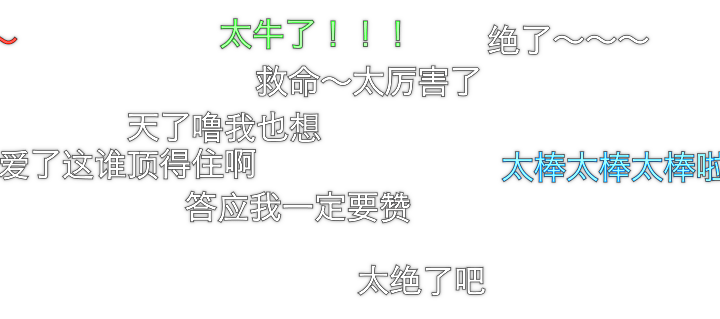 ～
太牛了！！！
绝了～～～
救命～太厉害了
天了噜我也想
爱了这谁顶得住啊
太棒太棒太棒啦
答应我一定要赞
太绝了吧